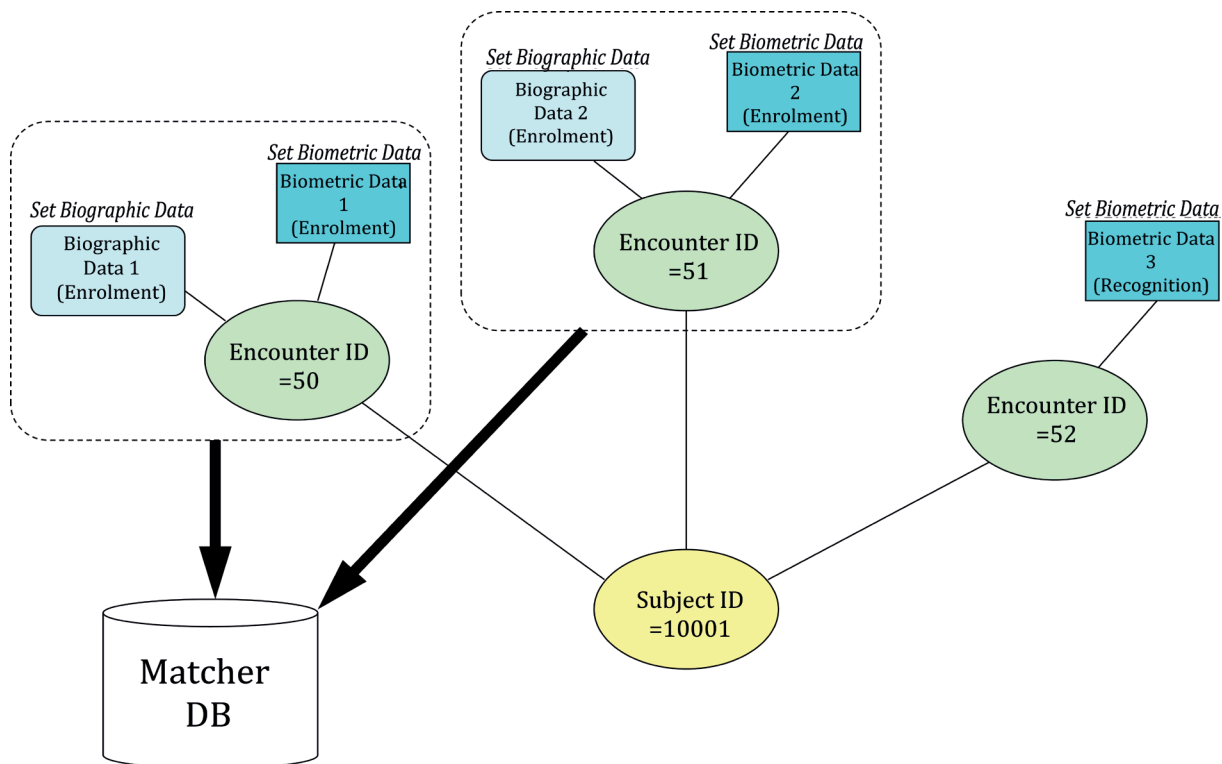 Set Biographic Data
Biographic
Data 1
(Enrolment)
Set Biometric Data
Biometric Data
1
(Enrolment)
Encounter ID
=50
Set Biographic Data
Biographic
Data 2
(Enrolment)
Set Biometric Data
Biometric Data
2
(Enrolment)
Encounter ID
=51
Set Biometric Data
Biometric Data
3
(Recognition)
Encounter ID
=52
Subject ID
=10001
Matcher
DB